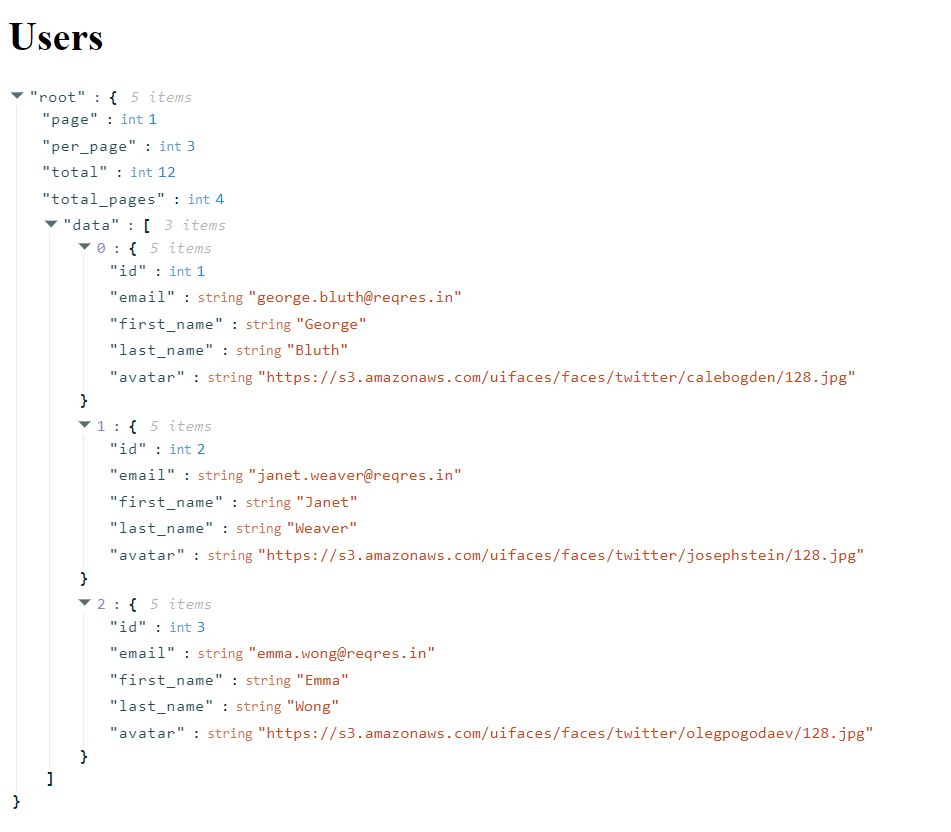 Users
"root" : { 5 items
"page" : int 1
"per_page" : int 3
"total" : int 12
"total_pages" : int 4
"data" : [ 3 items
0 : { 5 items
"id" : int 1
"email" : string "george.bluth@reqres.in"
"first_name" : string "George"
"last_name" : string "Bluth"
"avatar" : string "https://s3.amazonaws.com/uifaces/faces/twitter/calebogden/128.jpg"
}
1 : { 5 items
"id" : int 2
"email" : string "janet.weaver@reqres.in"
"first_name" : string "Janet"
"last_name" : string "Weaver"
"avatar" : string "https://s3.amazonaws.com/uifaces/faces/twitter/josephstein/128.jpg"
}
2 : { 5 items
"id" : int 3
"email" : string "emma.wong@reqres.in"
"first_name" : string "Emma"
"last_name" : string "Wong"
"avatar" : string "https://s3.amazonaws.com/uifaces/faces/twitter/olegpogodaev/128.jpg"
}
]
}